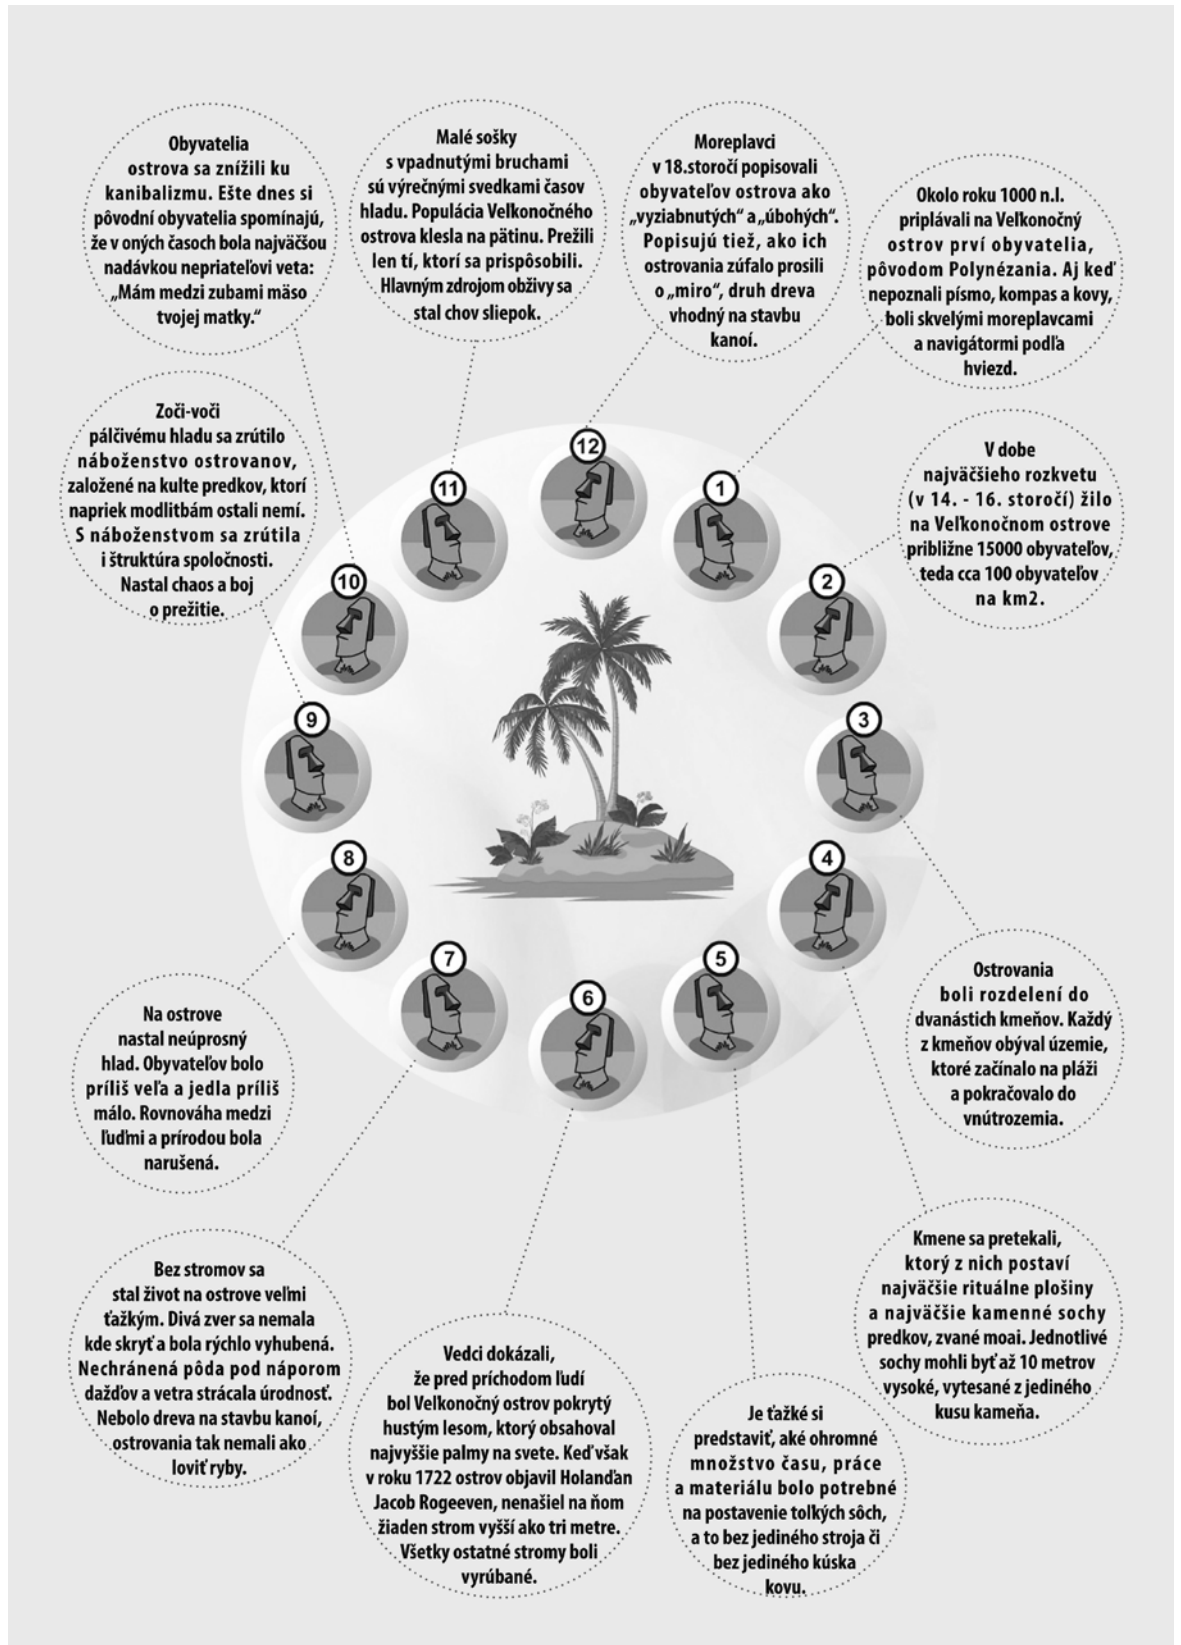 Obyvatelia
ostrova sa znížili ku
kanibalizmu. Ešte dnes si
pôvodní obyvatelia spomínajú,
že v oných časoch bola najväčšou
nadávkou nepriateľovi veta:
„Mám medzi zubami mäso
tvojej matky.“
Malé sošky
s vpadnutými bruchami
sú výrečnými svedkami časov
hladu. Populácia Veľkonočného
ostrova klesla na pätinu. Prežili
len tí, ktorí sa prispôsobili.
Hlavným zdrojom obživy sa
stal chov sliepok.
Moreplavci
v 18.storočí popisovali
obyvateľov ostrova ako
„vyziabnutých“ a „úbohých“.
Popisujú tiež, ako ich
ostrovania zúfalo prosili
o „miro“, druh dreva
vhodný na stavbu
kanoí.
Okolo roku 1000 n.l.
priplávali na Veľkonočný
ostrov prví obyvatelia,
pôvodom Polynézania. Aj keď
nepoznali písmo, kompas a kovy,
boli skvelými moreplavcami
a navigátormi podľa
hviezd.
Zoči-voči
pálčivému hladu sa zrútilo
náboženstvo ostrovanov,
založené na kulte predkov, ktorí
napriek modlitbám ostali nemí.
S náboženstvom sa zrútila
i štruktúra spoločnosti.
Nastal chaos a boj
o prežitie.
V dobe
najväčšieho rozkvetu
(v 14. - 16. storočí) žilo
na Veľkonočnom ostrove
približne 15000 obyvateľov,
teda cca 100 obyvateľov
na km2.
12
11
1
10
2
9
3
8
4
7
5
6
Na ostrove
nastal neúprosný
hlad. Obyvateľov bolo
príliš veľa a jedla príliš
málo. Rovnováha medzi
ľuďmi a prírodou bola
narušená.
Ostrovania
boli rozdelení do
dvanástich kmeňov. Každý
z kmeňov obýval územie,
ktoré začínalo na pláži
a pokračovalo do
vnútrozemia.
Bez stromov sa
stal život na ostrove veľmi
ťažkým. Divá zver sa nemala
kde skryť a bola rýchlo vyhubená.
Nechránená pôda pod náporom
dažďov a vetra strácala úrodnosť.
Nebolo dreva na stavbu kanoí,
ostrovania tak nemali ako
loviť ryby.
Vedci dokázali,
že pred príchodom ľudí
bol Veľkonočný ostrov pokrytý
hustým lesom, ktorý obsahoval
najvyššie palmy na svete. Keď však
v roku 1722 ostrov objavil Holanďan
Jacob Rogeeven, nenašiel na ňom
žiaden strom vyšší ako tri metre.
Všetky ostatné stromy boli
vyrúbané.
Je ťažké si
predstaviť, aké ohromné
množstvo času, práce
a materiálu bolo potrebné
na postavenie toľkých sôch,
a to bez jediného stroja či
bez jediného kúska
kovu.
Kmene sa pretekali,
ktorý z nich postaví
najväčšie rituálne plošiny
a najväčšie kamenné sochy
predkov, zvané moai. Jednotlivé
sochy mohli byť až 10 metrov
vysoké, vytesané z jediného
kusu kameňa.